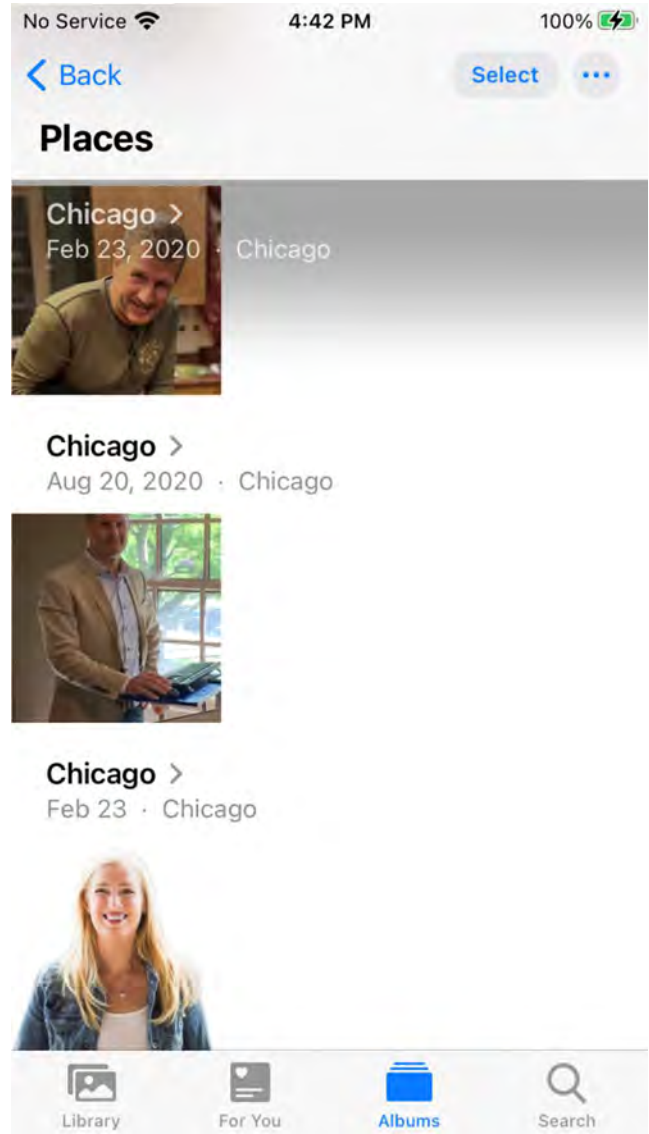 No Service 4:42 PM 100%
Back Select ...
Places
Chicago >
Feb 23, 2020 · Chicago
Chicago >
Aug 20, 2020 · Chicago
Chicago >
Feb 23 · Chicago
Library For You Albums Search